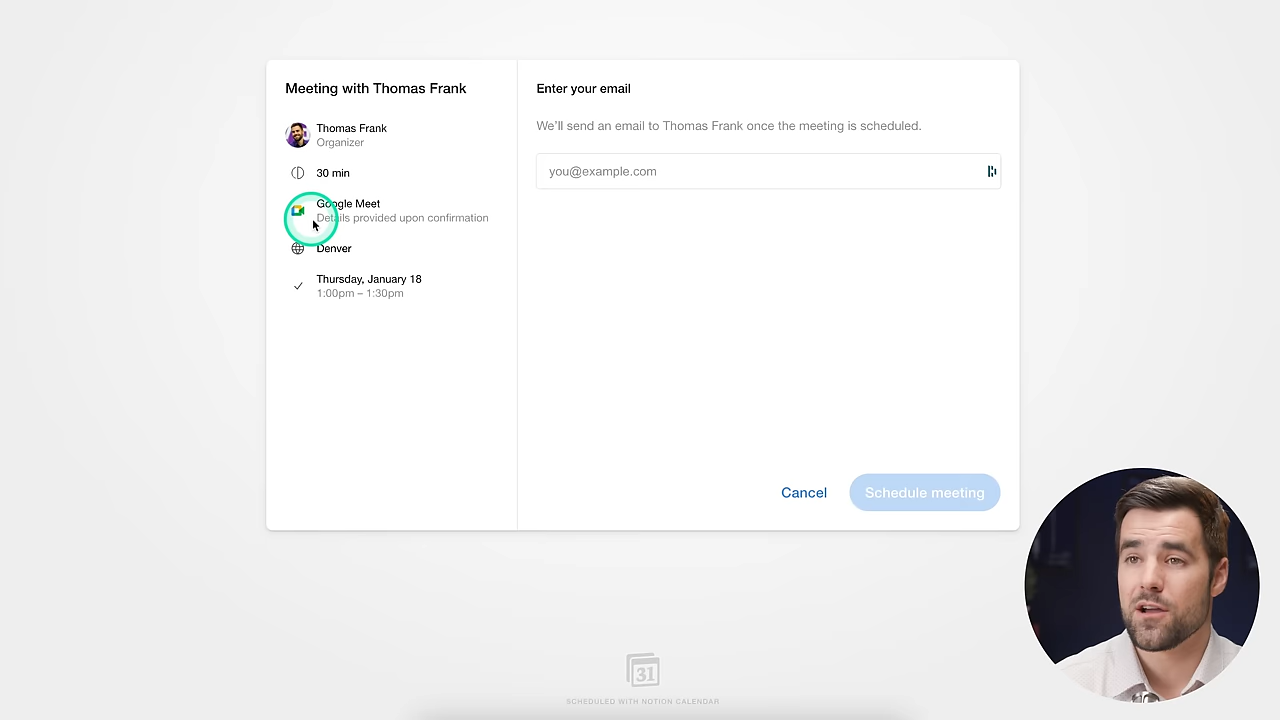 Meeting with Thomas Frank
Thomas Frank
Organizer
30 min
Google Meet
Details provided upon confirmation
Denver
Thursday, January 18
1:00pm – 1:30pm
Enter your email
We'll send an email to Thomas Frank once the meeting is scheduled.
you@example.com
Cancel
Schedule meeting
31
SCHEDULED WITH NOTION CALENDAR